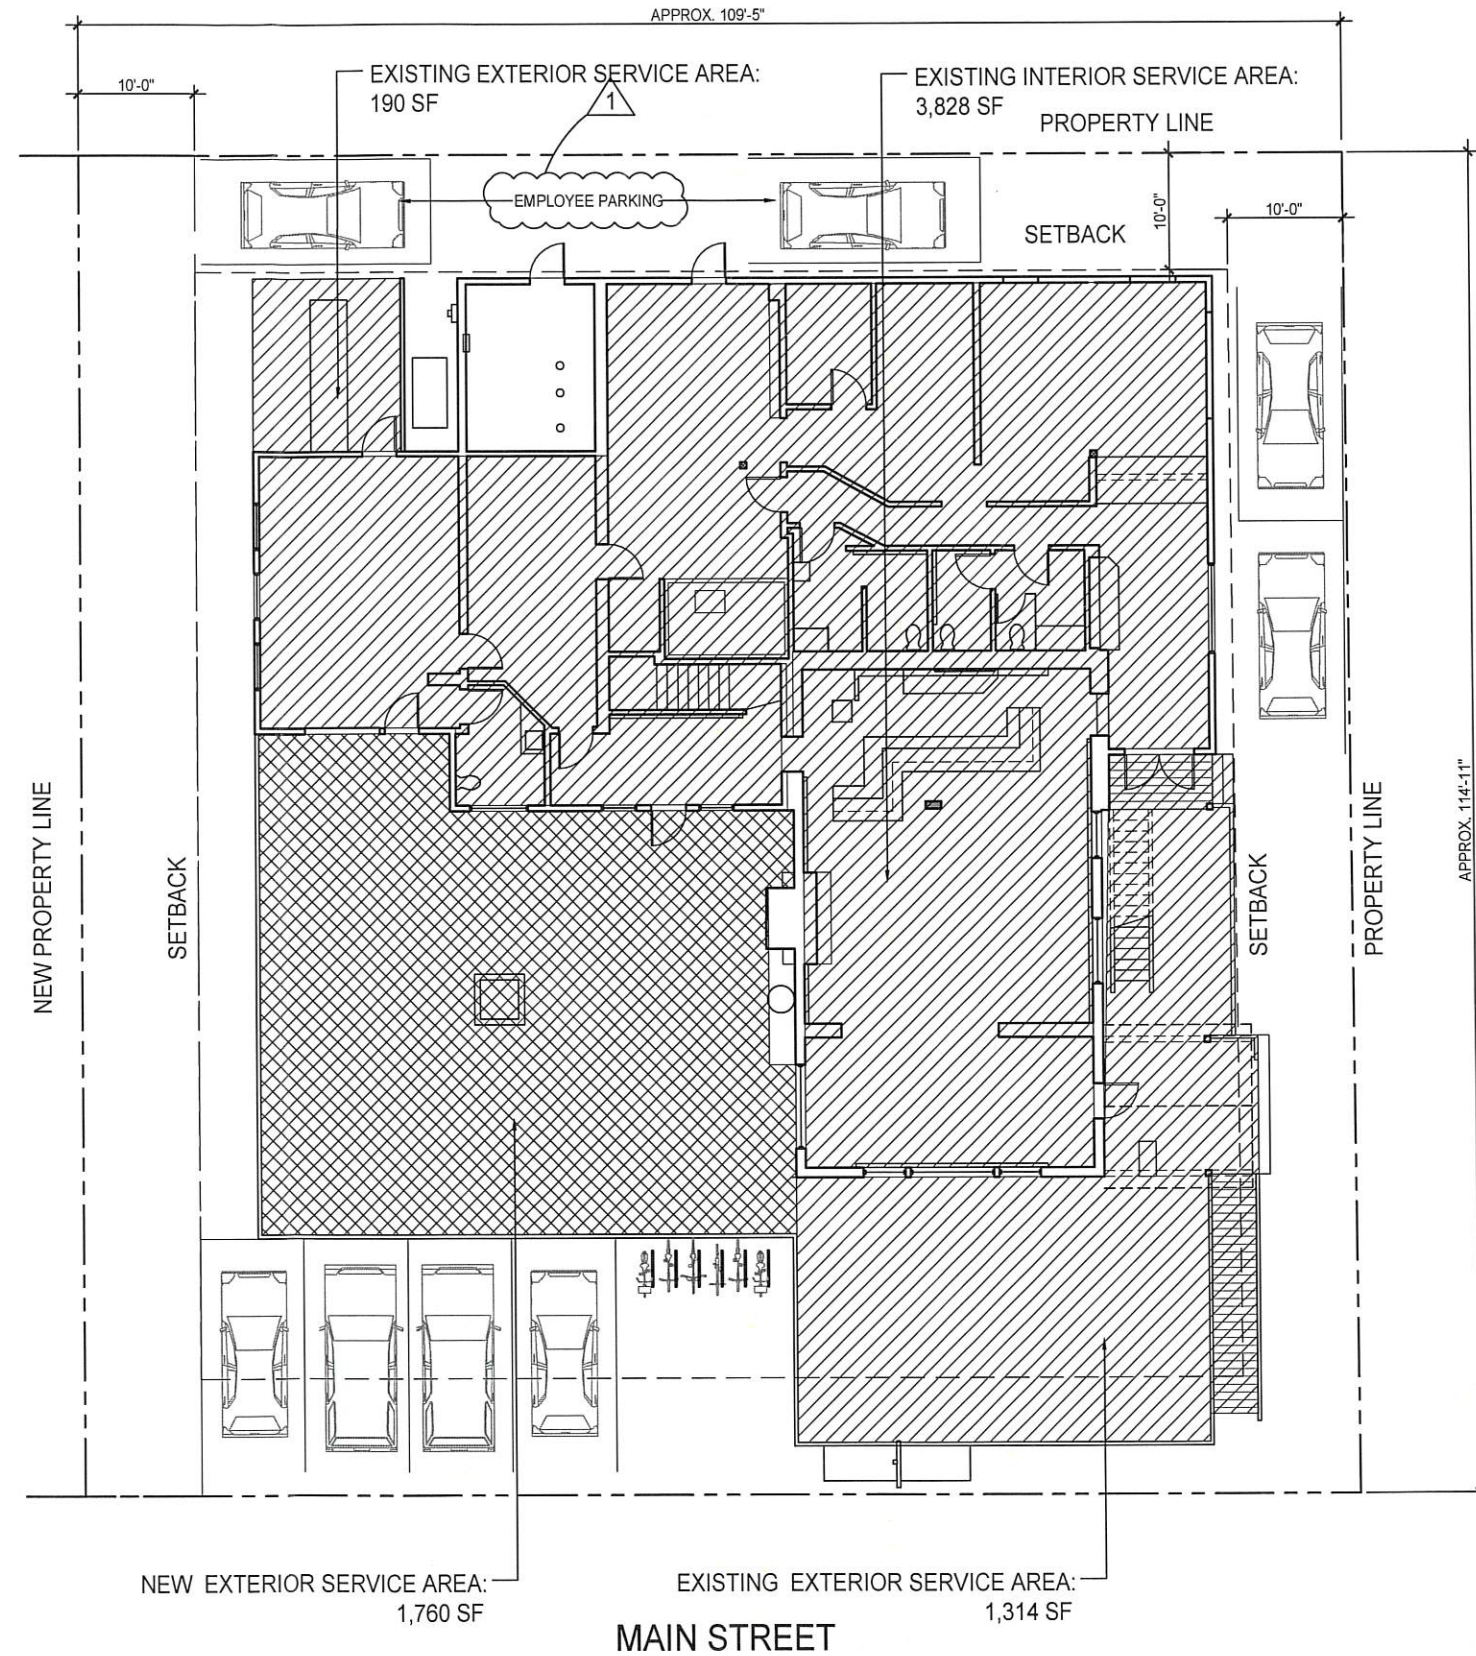 APPROX. 109'-5"
10'-0"
EXISTING EXTERIOR SERVICE AREA:
190 SF
1
EXISTING INTERIOR SERVICE AREA:
3,828 SF
PROPERTY LINE
EMPLOYEE PARKING
10'-0"
10'-0"
SETBACK
NEW PROPERTY LINE
SETBACK
SETBACK
PROPERTY LINE
APPROX. 114'-11"
NEW EXTERIOR SERVICE AREA:
1,760 SF
EXISTING EXTERIOR SERVICE AREA:
1,314 SF
MAIN STREET